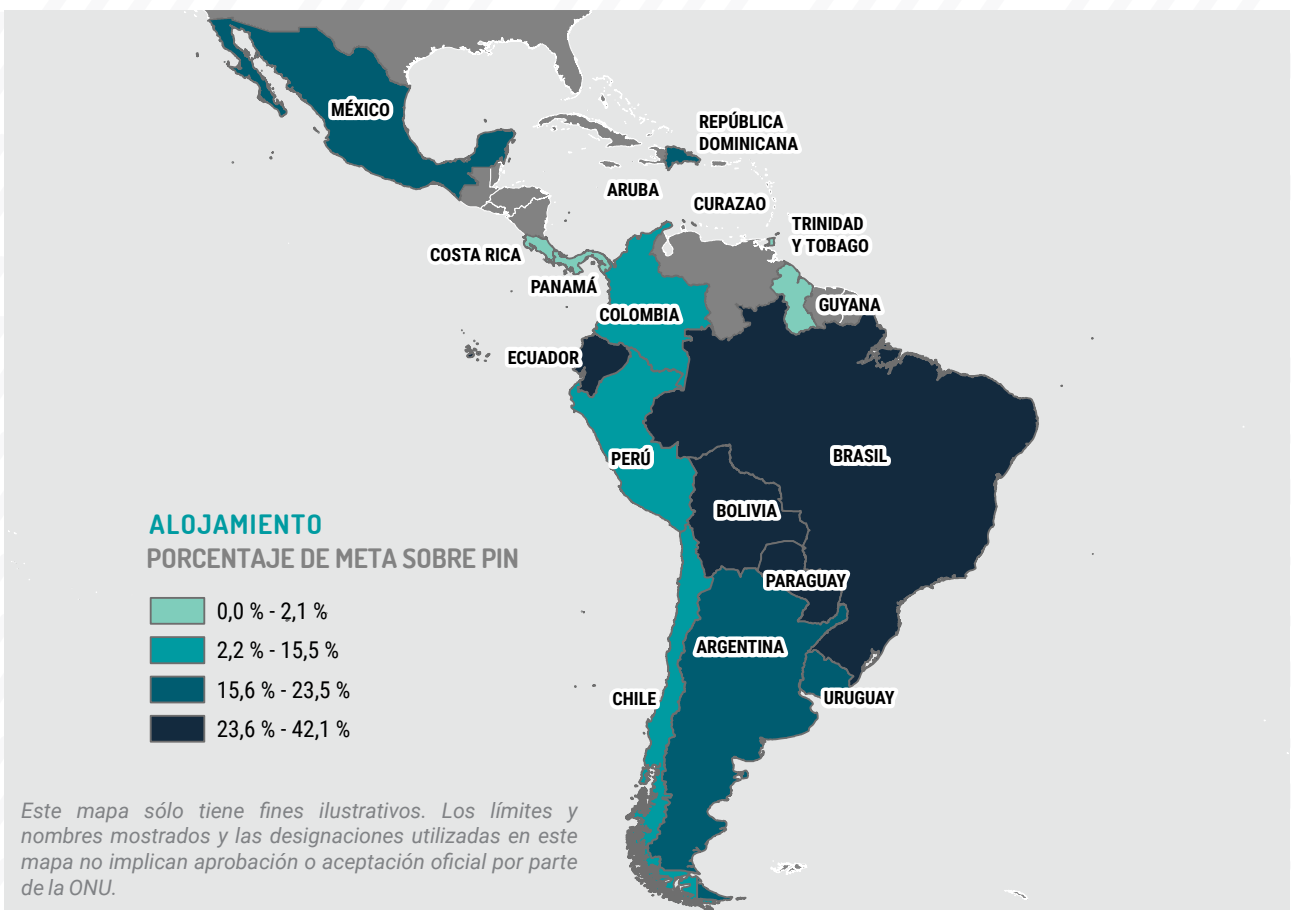 MÉXICO
REPÚBLICA
DOMINICANA
ARUBA
CURAZAO
TRINIDAD
Y TOBAGO
COSTA RICA
PANAMÁ
GUYANA
COLOMBIA
ECUADOR
PERÚ
BRASIL
BOLIVIA
PARAGUAY
ARGENTINA
CHILE
URUGUAY
ALOJAMIENTO
PORCENTAJE DE META SOBRE PIN
0,0 % - 2,1 %
2,2 % - 15,5 %
15,6 % - 23,5 %
23,6 % - 42,1 %
Este mapa sólo tiene fines ilustrativos. Los límites y
nombres mostrados y las designaciones utilizadas en este
mapa no implican aprobación o aceptación oficial por parte
de la ONU.